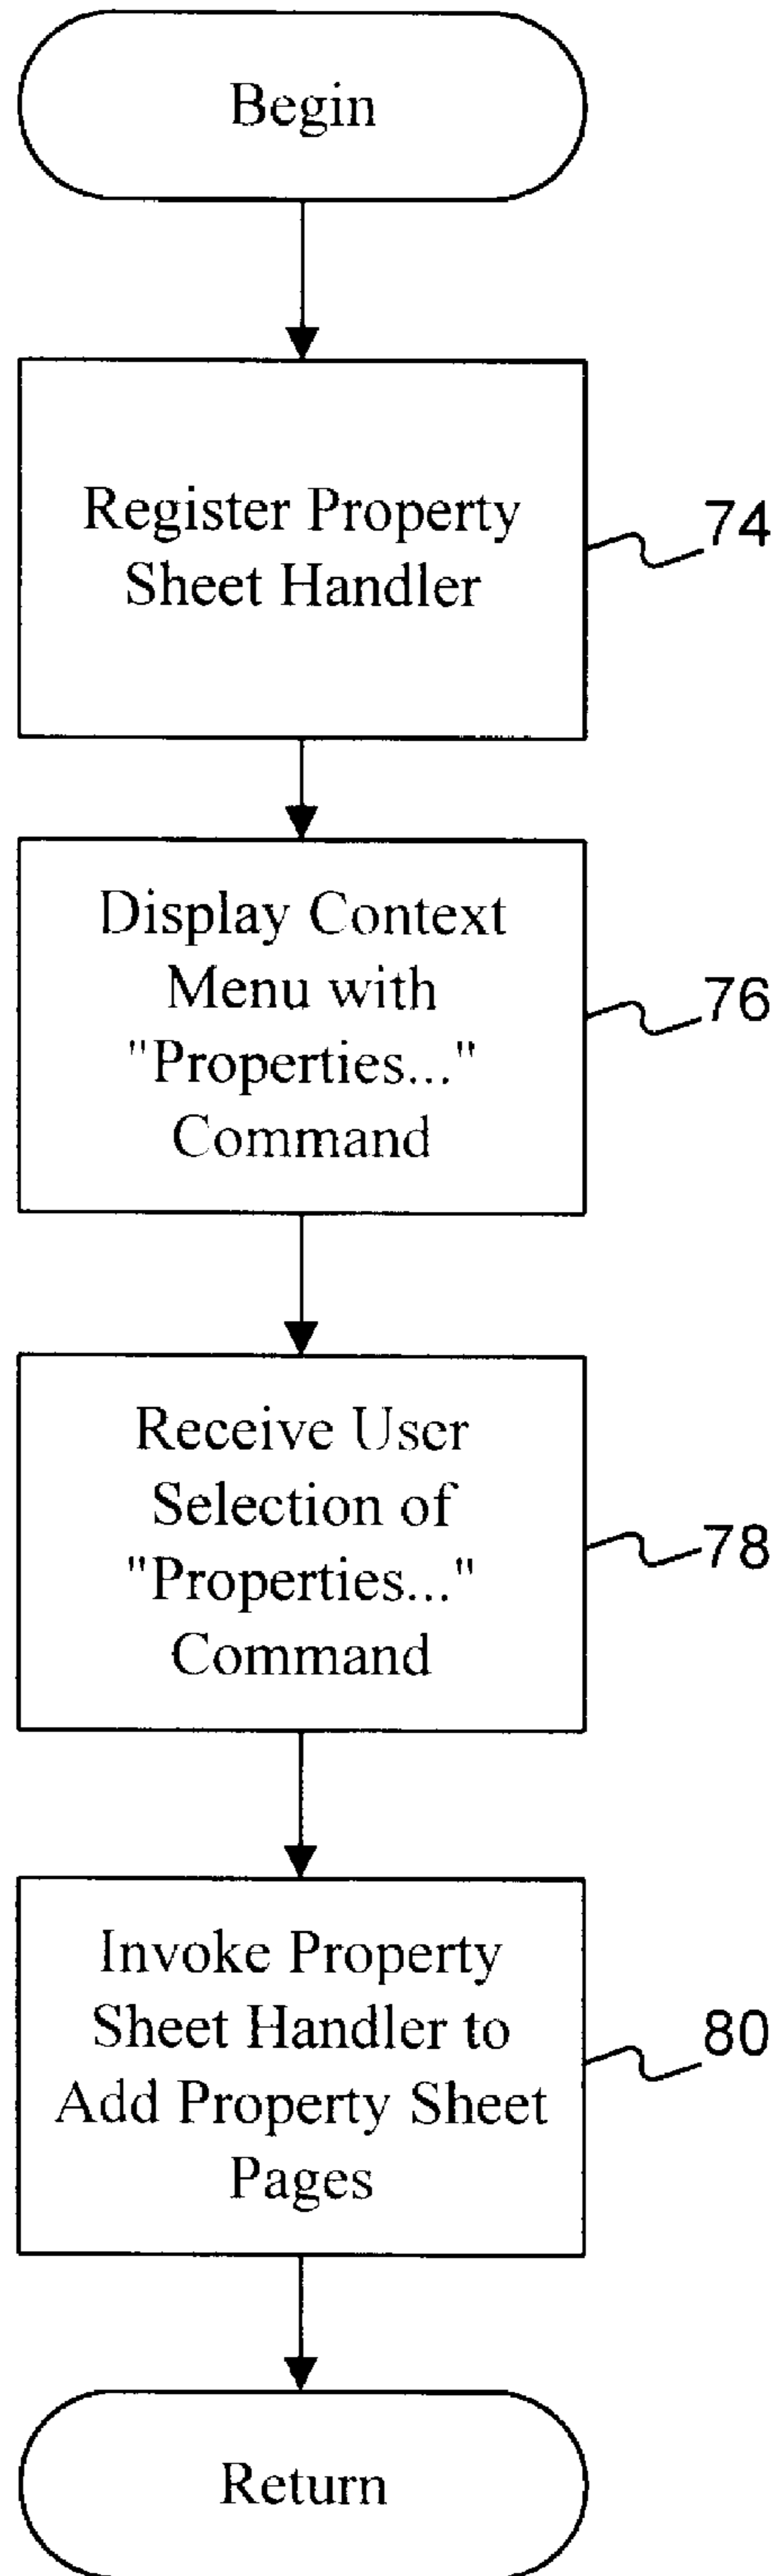 Begin
Register Property
Sheet Handler
74
Display Context
Menu with
"Properties..."
Command
76
Receive User
Selection of
"Properties..."
Command
78
Invoke Property
Sheet Handler to
Add Property Sheet
Pages
80
Return